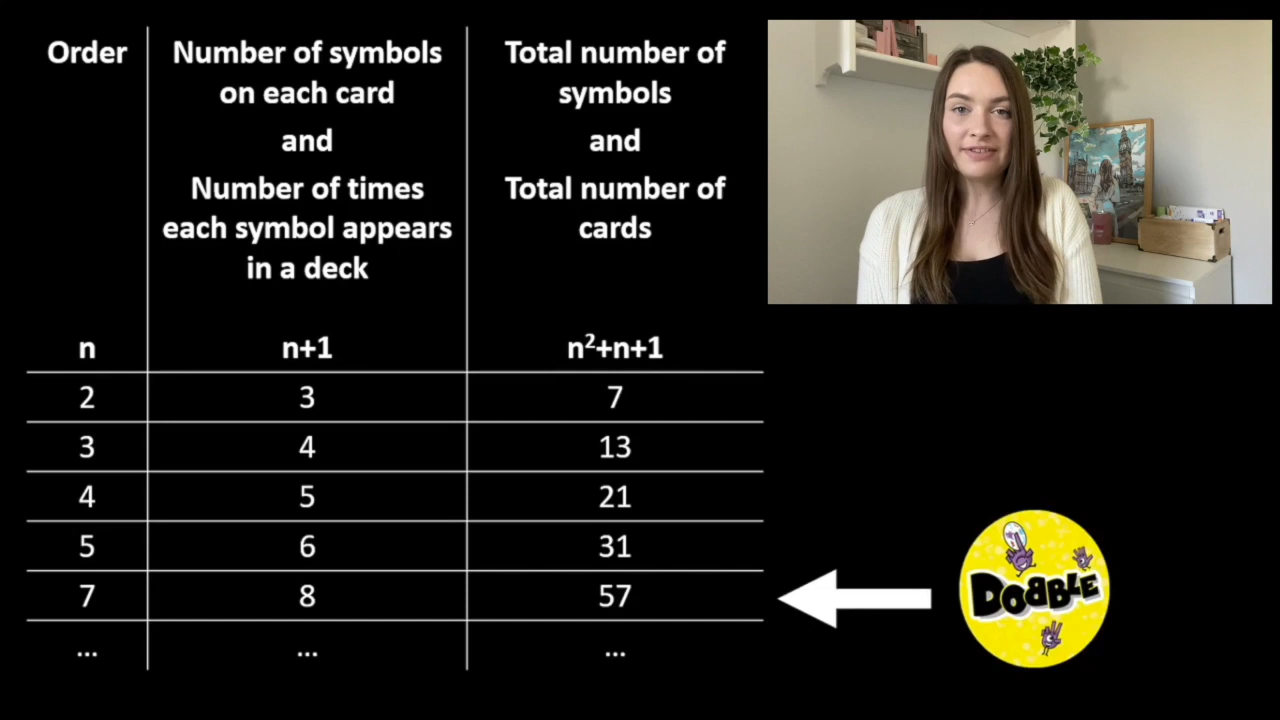 Order
Number of symbols
on each card
and
Number of times
each symbol appears
in a deck
Total number of
symbols
and
Total number of
cards
n n+1 n²+n+1
2 3 7
3 4 13
4 5 21
5 6 31
7 8 57
... ... ...
DOBBLE